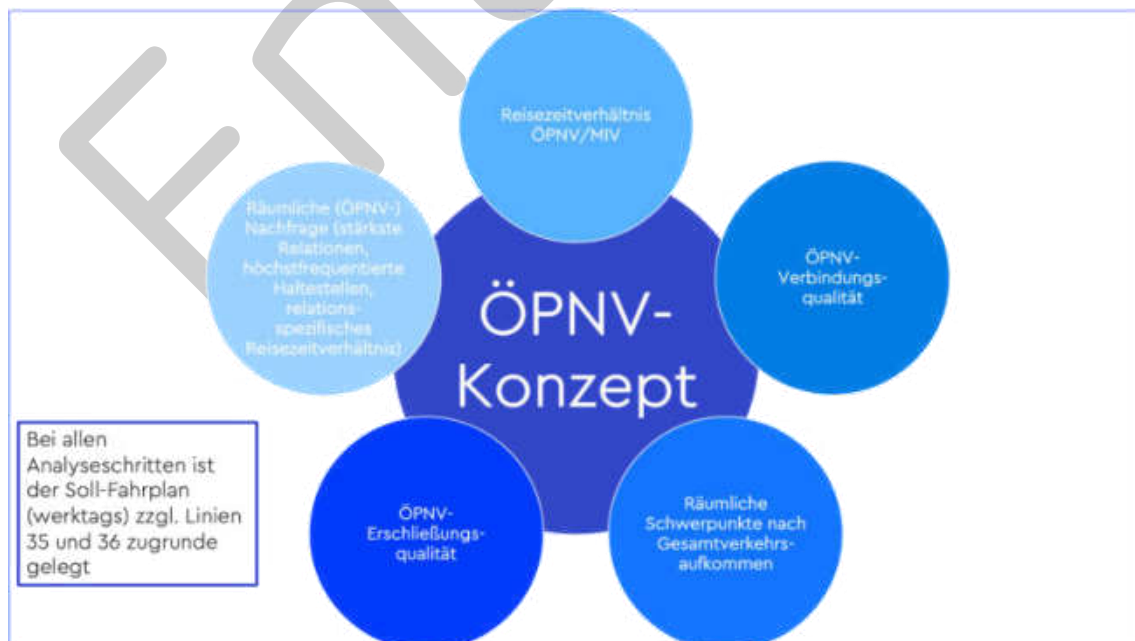 Reisezeitverhältnis
ÖPNV/MIV
Räumliche (ÖPNV-)
Nachfrage (stärkste
Relationen,
höchstfrequentierte
Haltestellen,
relations-
spezifisches
Reisezeitverhältnis)
ÖPNV-
Verbindungs-
qualität
ÖPNV-
Konzept
Bei allen
Analyseschritten ist
der Soll-Fahrplan
(werktags) zzgl. Linien
35 und 36 zugrunde
gelegt
ÖPNV-
Erschließungs-
qualität
Räumliche
Schwerpunkte nach
Gesamtverkehrs-
aufkommen